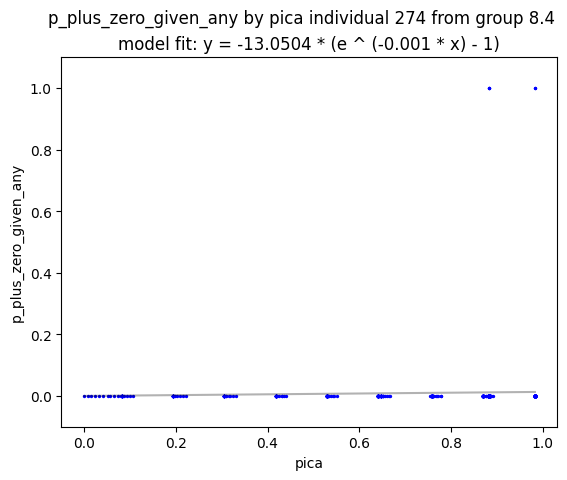 p_plus_zero_given_any by pica individual 274 from group 8.4
model fit: y = -13.0504 * (e ^ (-0.001 * x) - 1)
1.0
0.8
0.6
0.4
0.2
0.0
p_plus_zero_given_any
0.0 0.2 0.4 0.6 0.8 1.0
pica